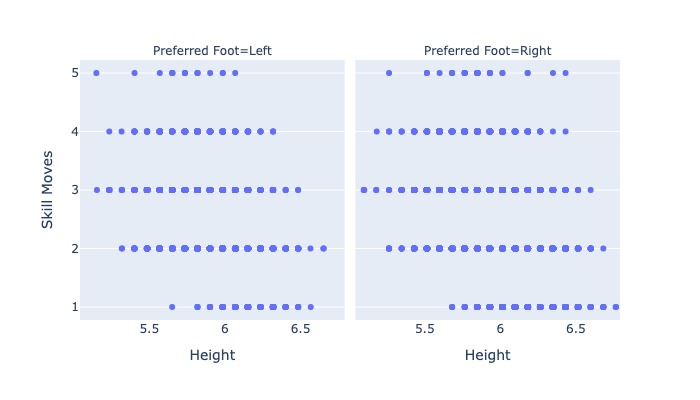 Preferred Foot=Left
Preferred Foot=Right
5
4
3
2
1
Skill Moves
5.5
6
6.5
5.5
6
6.5
Height
Height